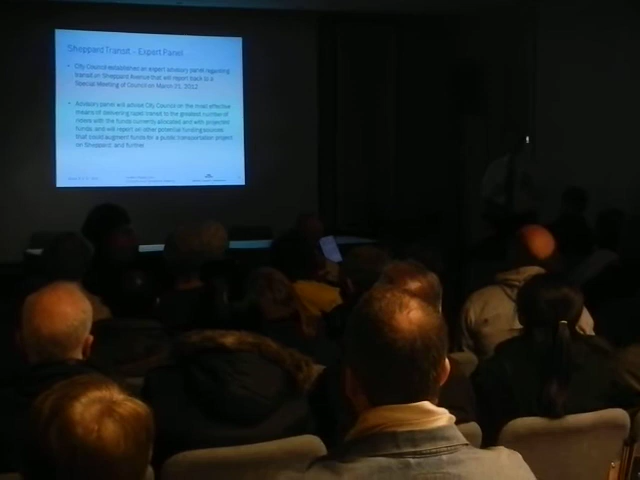 Sheppard Transit - Expert Panel
• City Council establishes an expert advisory panel regarding
transit on Sheppard Avenue that will report back to a
Special Meeting of Council on March 21, 2012
• Advisory panel will advise City Council on the most effective
means of delivering rapid transit to the greatest number of
riders with the funds currently allocated and with projected
funds, and will report on other potential funding sources
that could augment funds for a public transportation project
on Sheppard and further